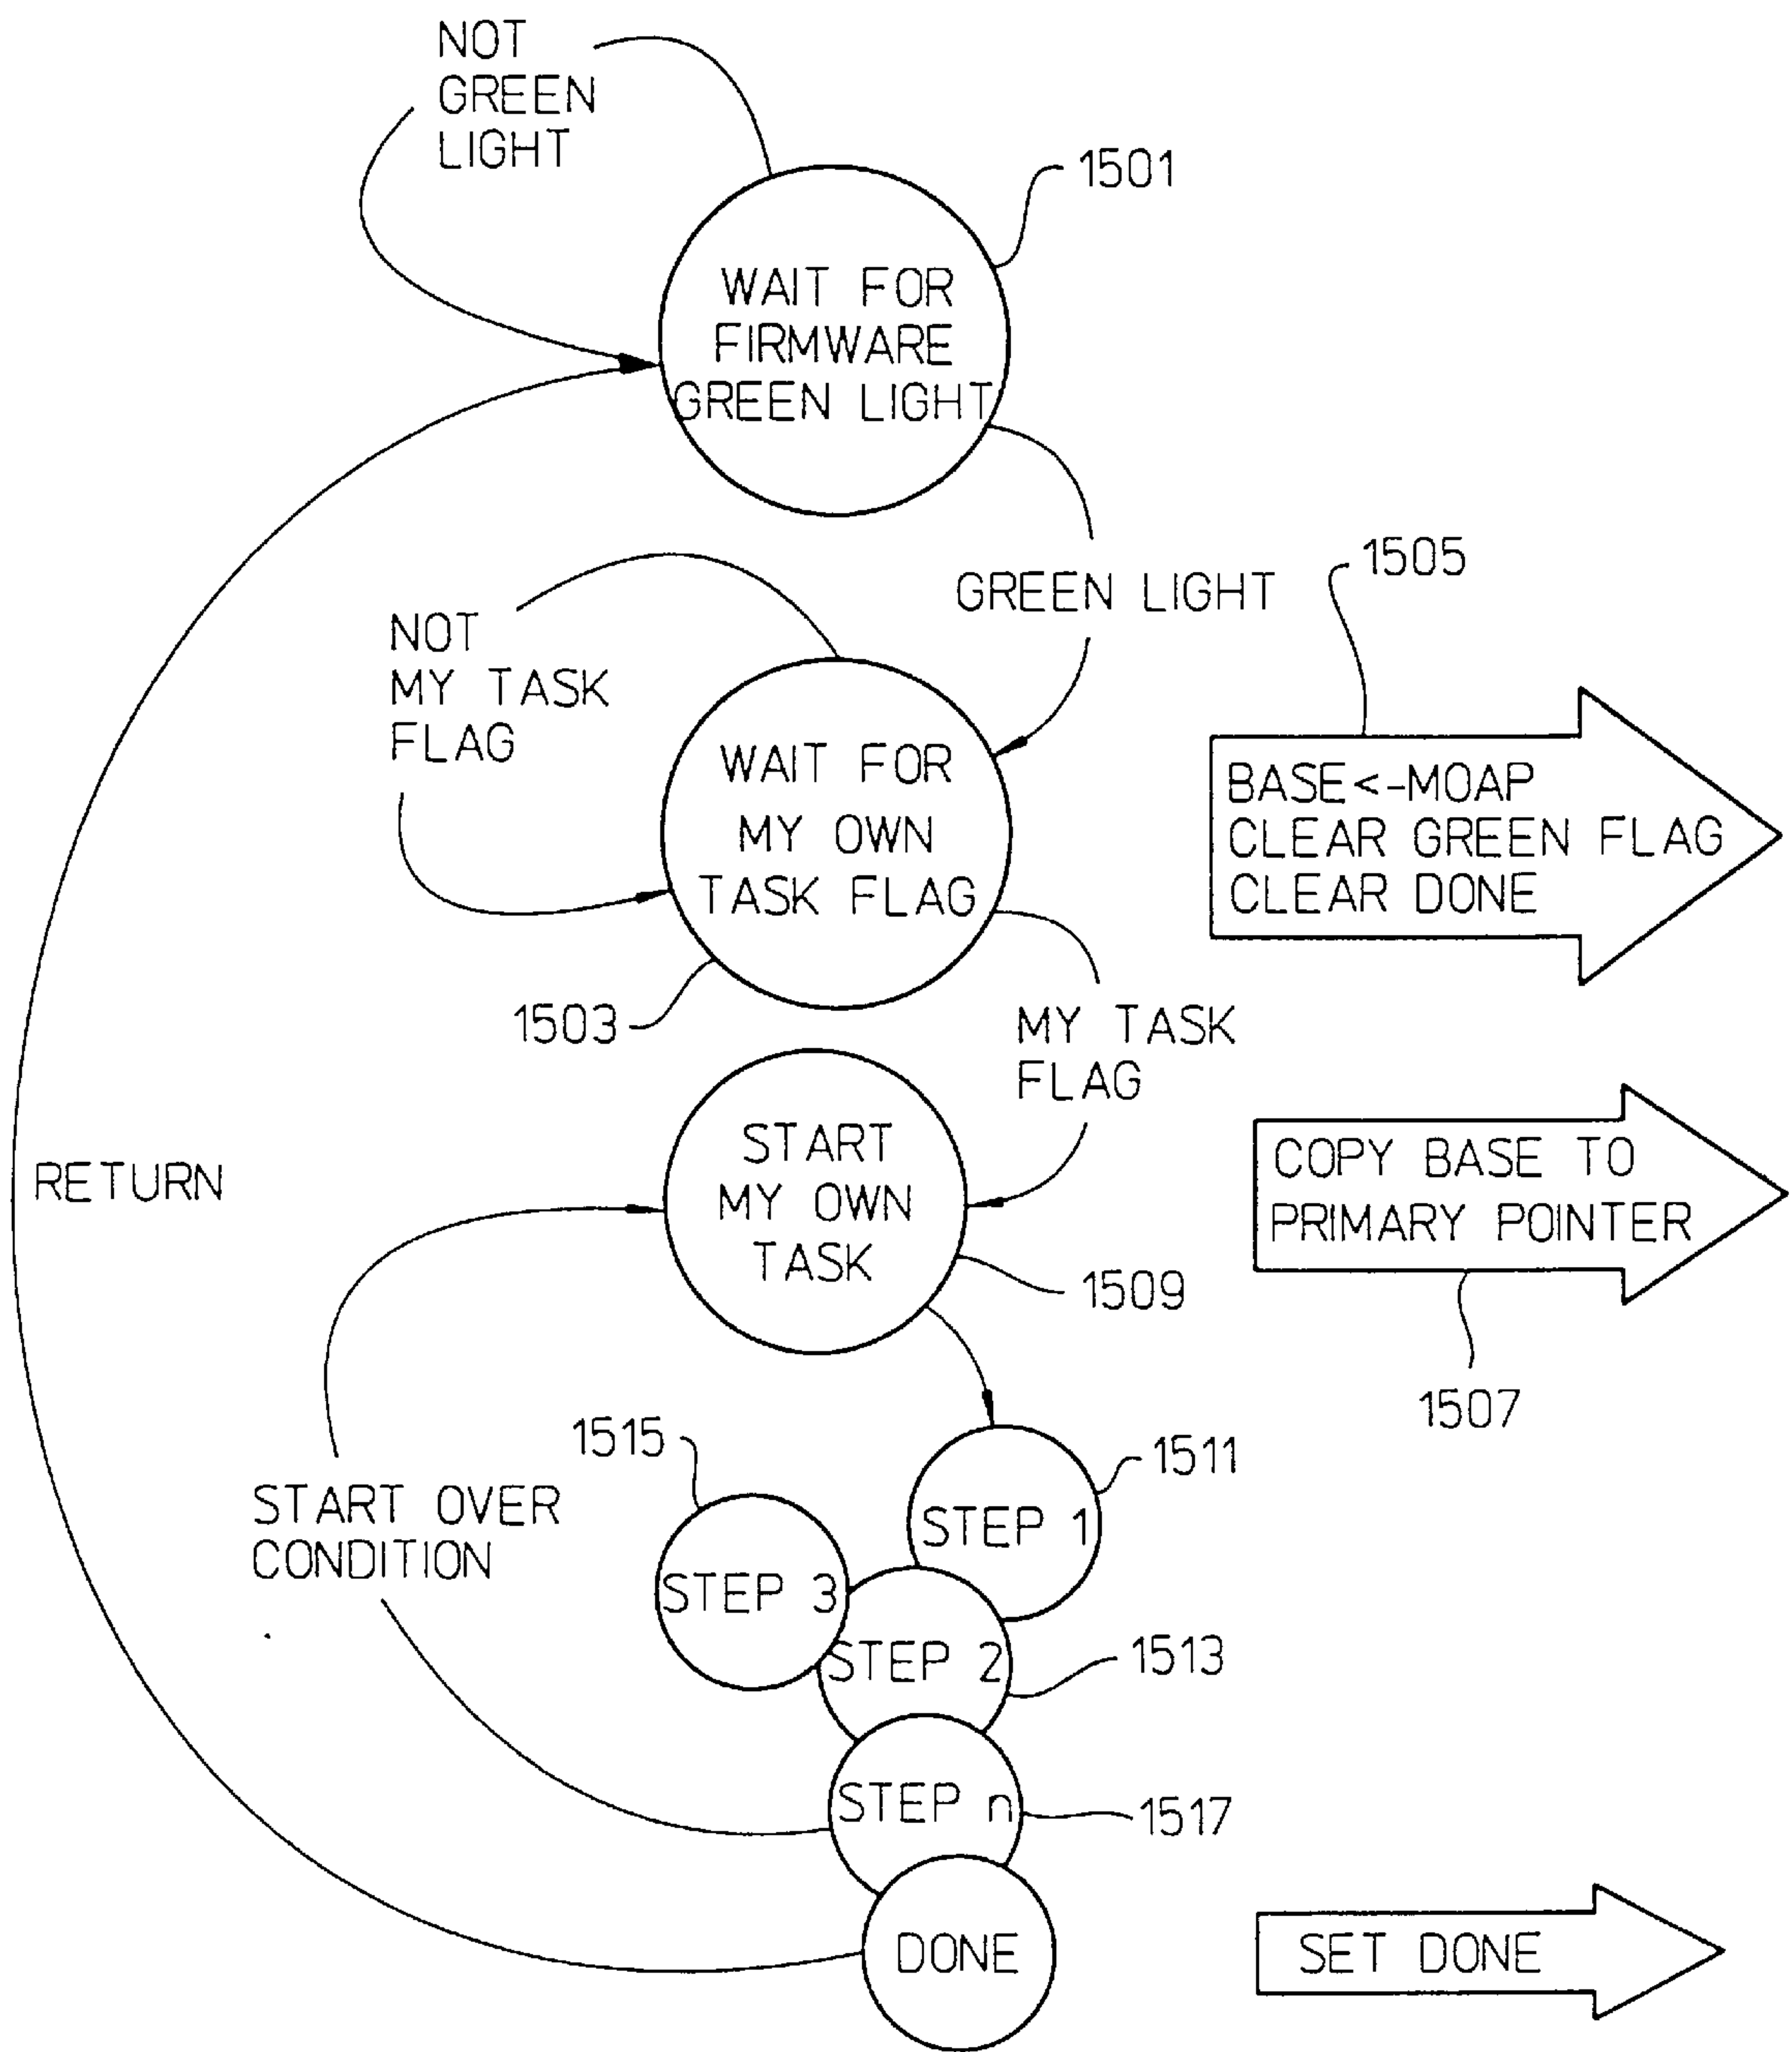 NOT
GREEN
LIGHT
1501
WAIT FOR
FIRMWARE
GREEN LIGHT
1505
GREEN LIGHT
NOT
MY TASK
FLAG
WAIT FOR
MY OWN
TASK FLAG
BASE<-MOAP
CLEAR GREEN FLAG
CLEAR DONE
1503
MY TASK
FLAG
START
MY OWN
TASK
COPY BASE TO
PRIMARY POINTER
RETURN
1509
1507
1515
1511
START OVER
CONDITION
STEP 1
STEP 3
STEP 2
1513
STEP n
1517
DONE
SET DONE